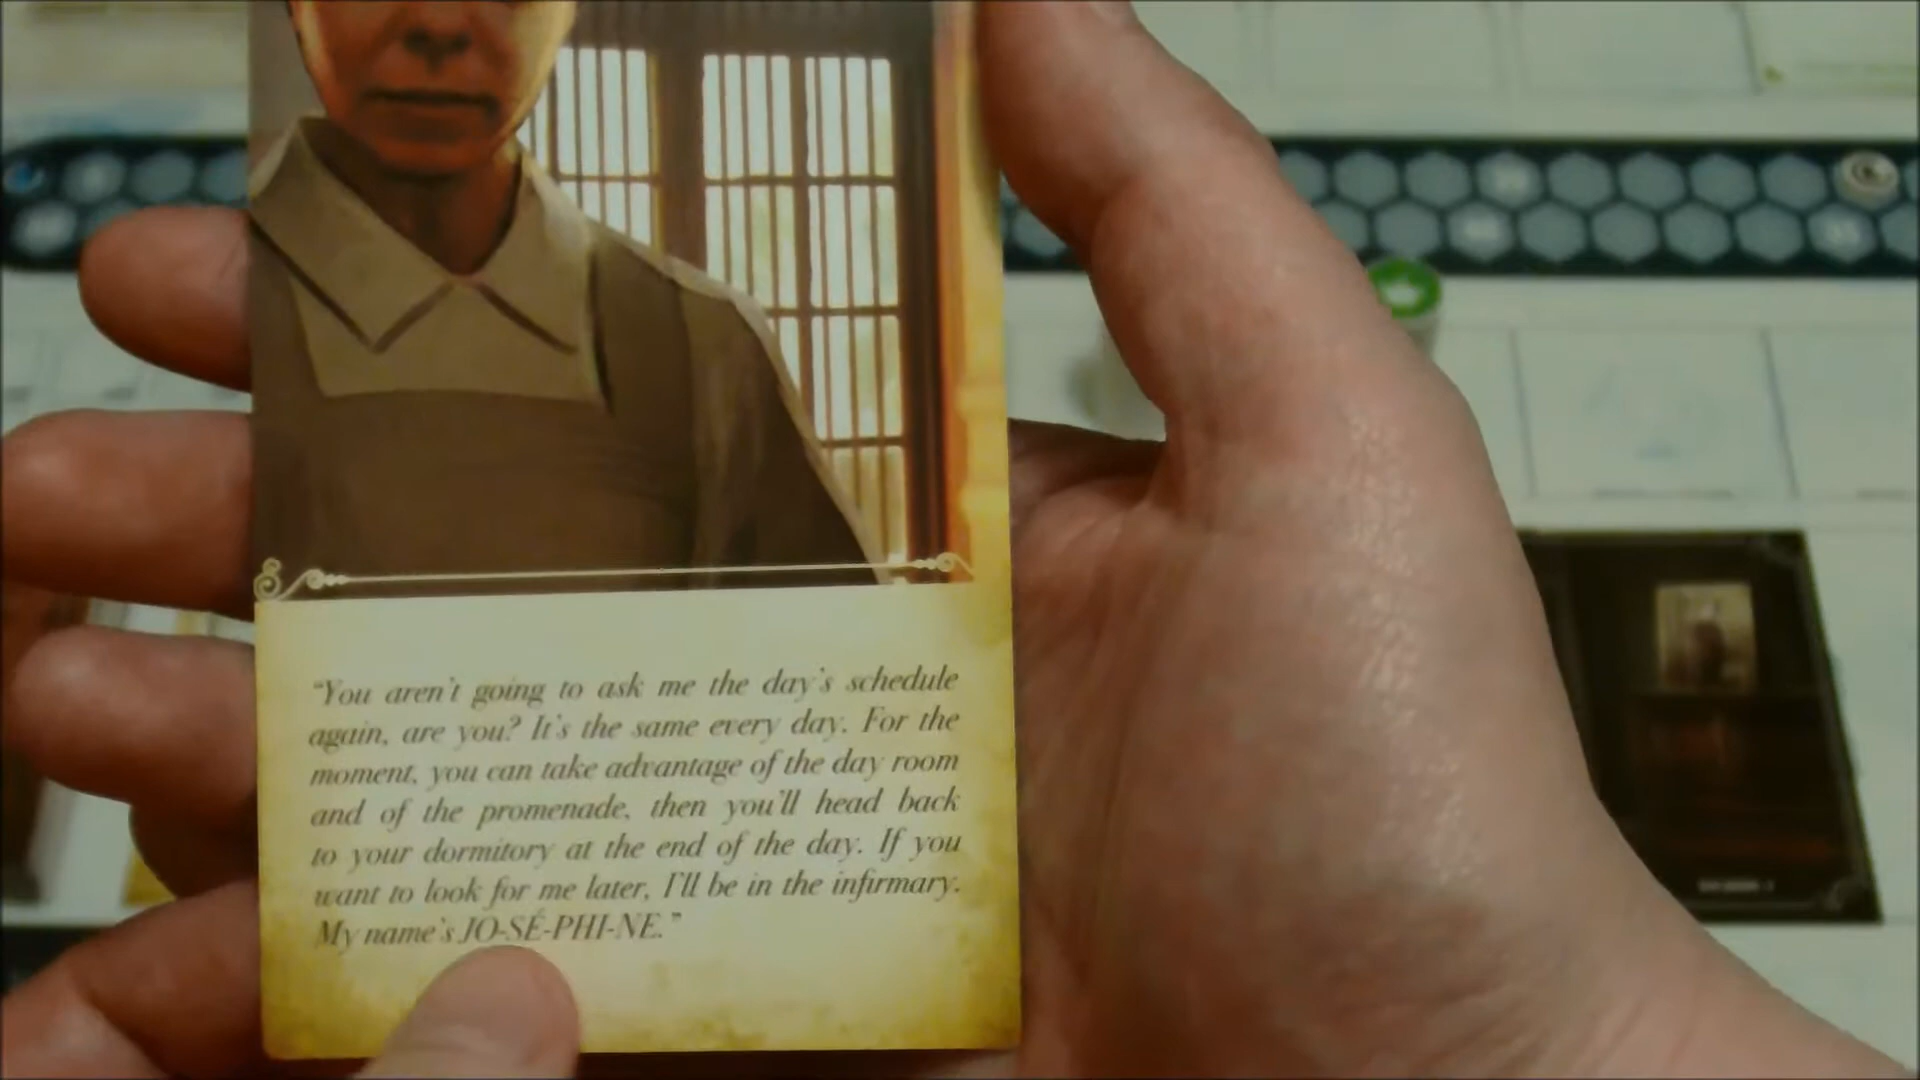 “You aren't going to ask me the day's schedule
again, are you? It's the same every day. For the
moment, you can take advantage of the day room
and of the promenade, then you'll head back
to your dormitory at the end of the day. If you
want to look for me later, I'll be in the infirmary.
My name's JO-SÉ-PHI-NE.”